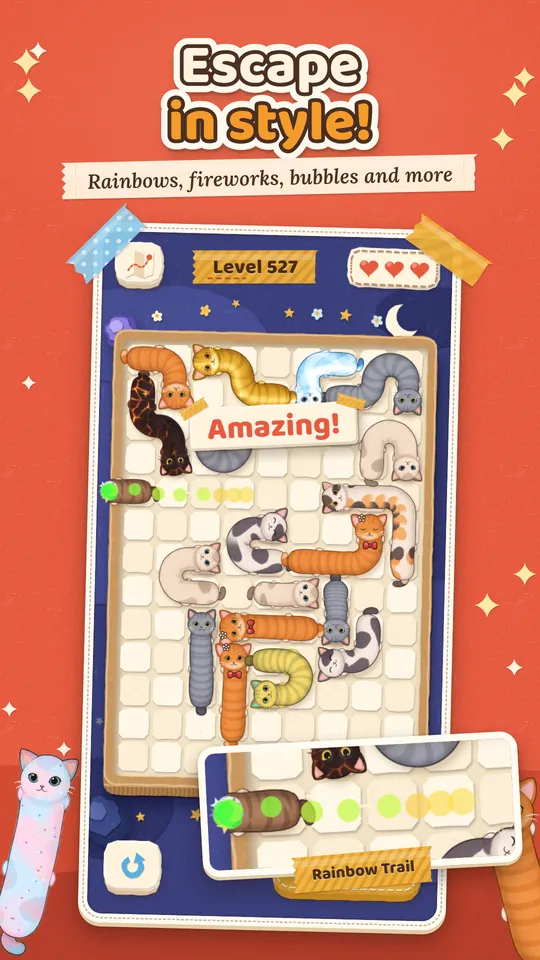 Escape
in style!
Rainbows, fireworks, bubbles and more
Level 527
Amazing!
Rainbow Trail